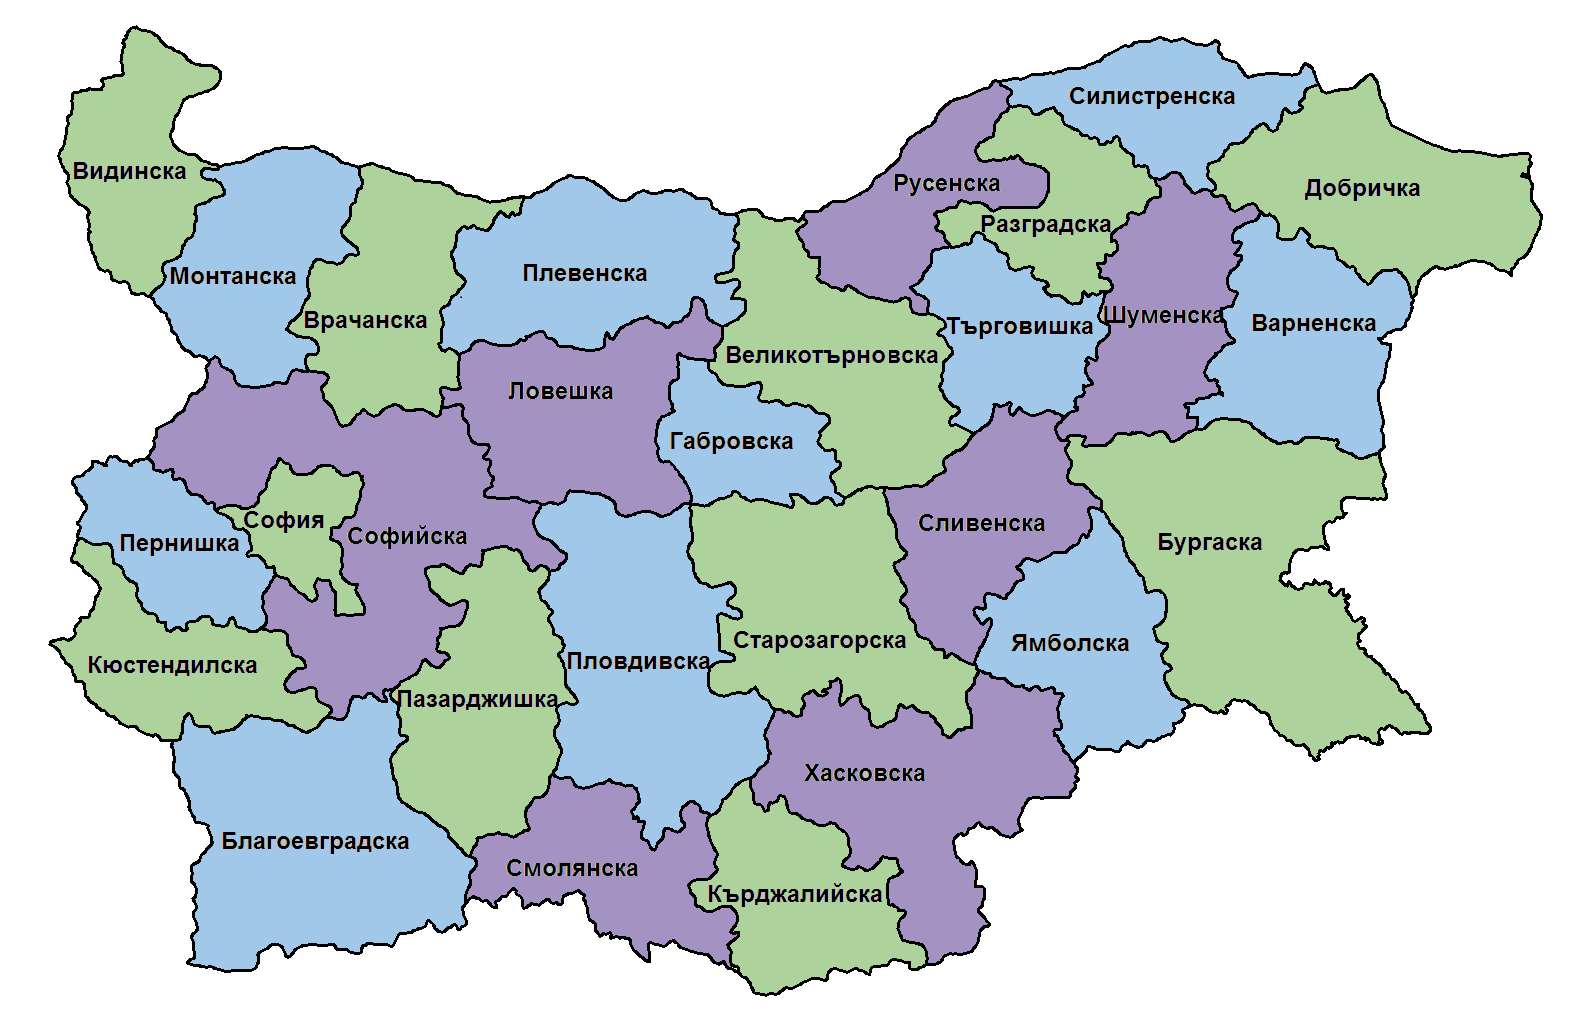 Силистренска
Видинска
Русенска
Добричка
Разградска
Монтанска
Плевенска
Врачанска
Търговишка
Шуменска
Варненска
Великотърновска
Ловешка
Габровска
София
Сливенска
Софийска
Пернишка
Бургаска
Старозагорска
Ямболска
Кюстендилска
Пловдивска
Пазарджишка
Хасковска
Благоевградска
Смолянска
Кърджалийска